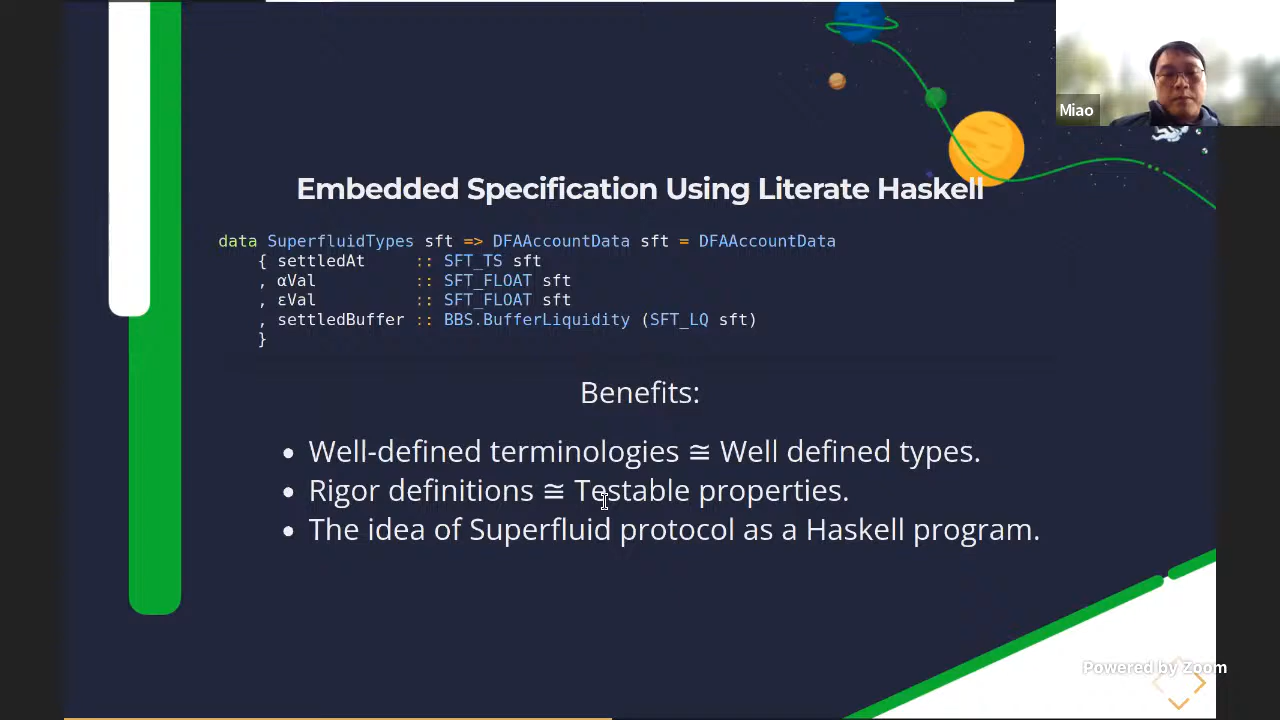 Miao
Embedded Specification Using Literate Haskell
data SuperfluidTypes sft => DFAAccountData sft = DFAAccountData
{ settledAt :: SFT_TS sft
, αVal :: SFT_FLOAT sft
, εVal :: SFT_FLOAT sft
, settledBuffer :: BBS.BufferLiquidity (SFT_LQ sft)
}
Benefits:
• Well-defined terminologies ≅ Well defined types.
• Rigor definitions ≅ Testable properties.
• The idea of Superfluid protocol as a Haskell program.
Powered by Zoom